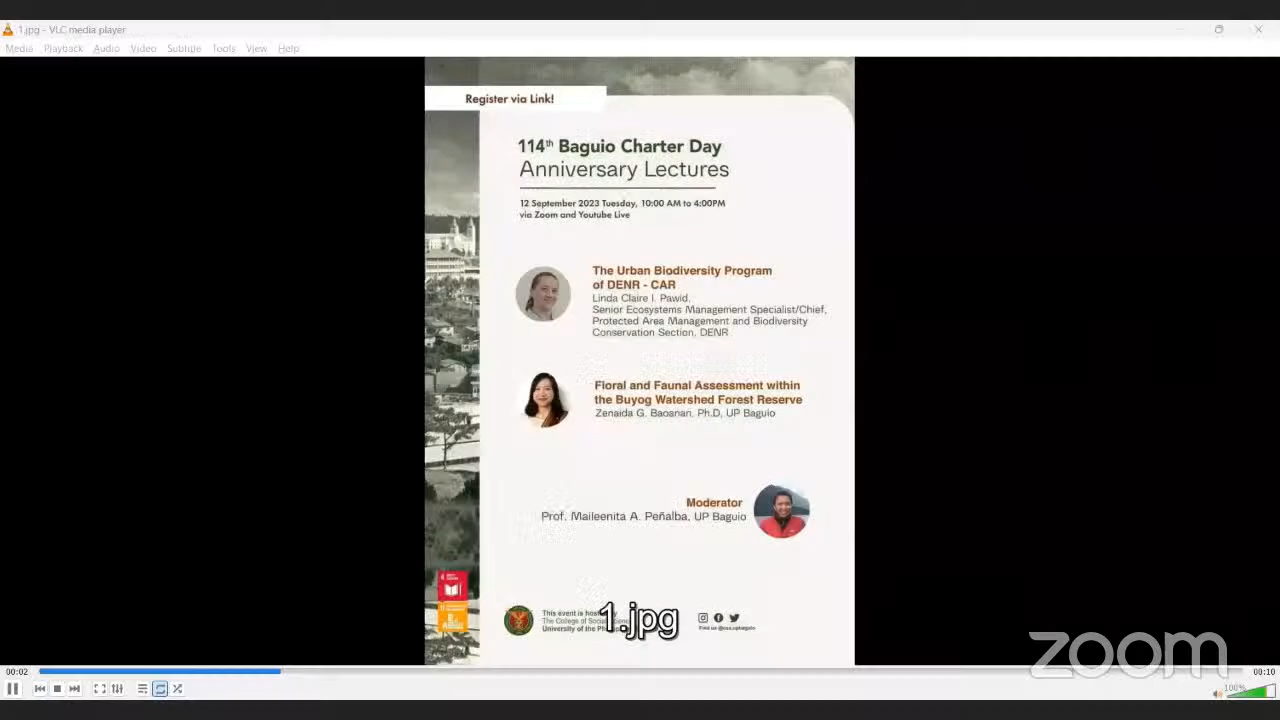 1.jpg - VLC media player
Media Playback Audio Video Subtitle Tools View Help
Register via Link!
114th Baguio Charter Day
Anniversary Lectures
12 September 2023 Tuesday, 10:00 AM to 4:00PM
via Zoom and Youtube Live
The Urban Biodiversity Program
of DENR - CAR
Linda Claire I. Pawid,
Senior Ecosystems Management Specialist/Chief,
Protected Area Management and Biodiversity
Conservation Section, DENR
Floral and Faunal Assessment within
the Buyog Watershed Forest Reserve
Zenaida G. Baoanan, Ph.D, UP Baguio
Moderator
Prof. Maileenita A. Peñalba, UP Baguio
This event is
The College of
University of the
1.jpg
Find us
zoom
00:02
00:10
100%